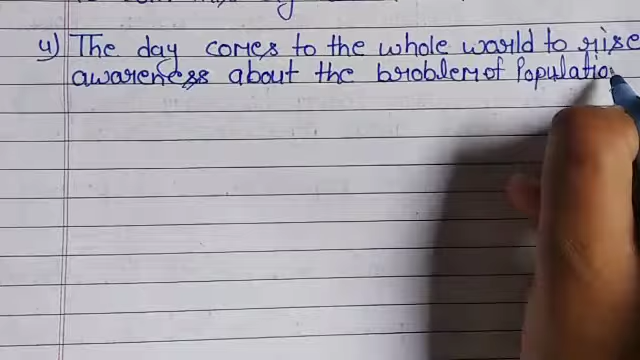 4) The day comes to the whole world to rise
awareness about the broblem of Populatio